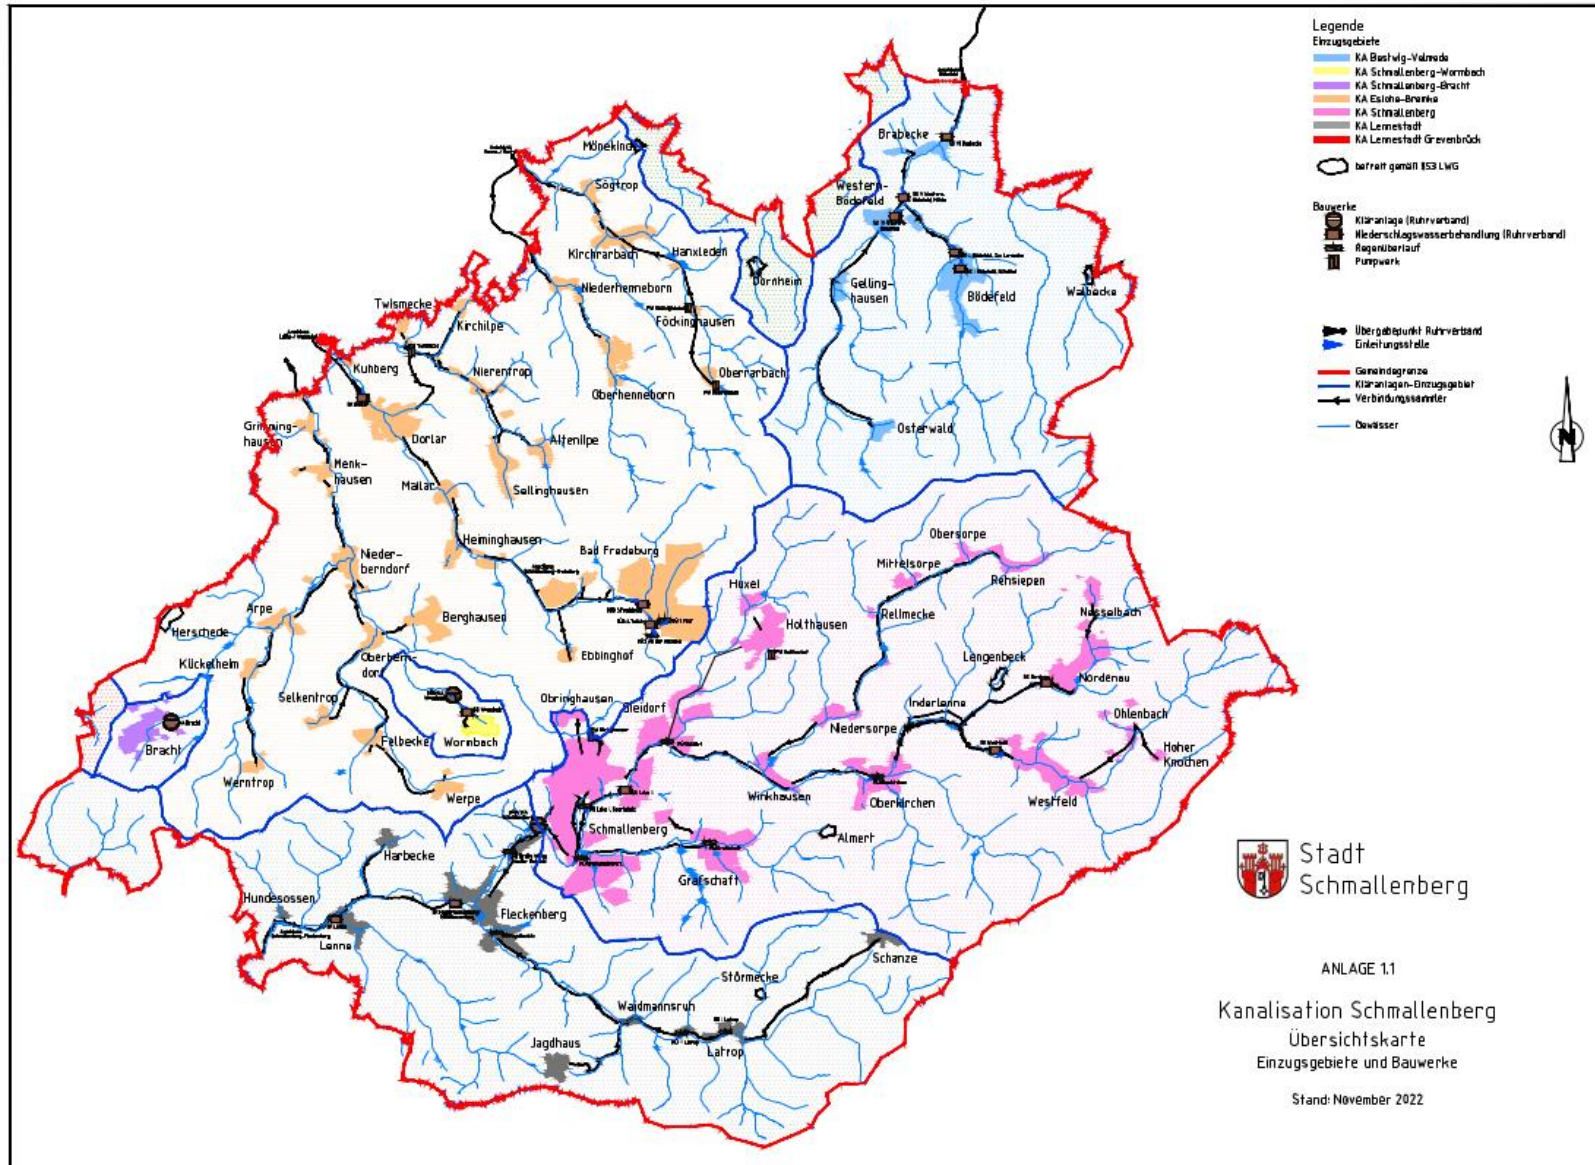 Legende
Einzugsgebiete
KA Bestwig-Velmede
KA Schmallenberg-Wormbach
KA Schmallenberg-Bracht
KA Eslohe-Bremke
KA Schmallenberg
KA Lennestadt
KA Lennestadt Grevenbrück
befreit gemäß §53 LWG
Bauwerke
Kläranlage (Ruhrverband)
Niederschlagswasserbehandlung (Ruhrverband)
Regenüberlauf
Pumpwerk
Übergabepunkt Ruhrverband
Einleitungsstelle
Gemeindegrenze
Kläranlagen-Einzugsgebiet
Verbindungssammler
Gewässer
N
Brabecke
Mönekind
Sögtrop
Western-
Bödefeld
Kirchrarbach
Hanxleden
Dornheim
Gelling-
hausen
Bödefeld
Walbecke
Niederhenneborn
Twismecke
Kirchilpe
Föckinghausen
Kuhberg
Nierentrop
Oberhenneborn
Oberrarbach
Osterwald
Grimming-
hausen
Dorlar
Altenilpe
Menk-
hausen
Mailar
Sellinghausen
Heiminghausen
Bad Fredeburg
Obersorpe
Mittelsorpe
Rehsiepen
Nieder-
berndorf
Huxel
Rellmecke
Nesselbach
Arpe
Herschede
Berghausen
Holthausen
Kückelheim
Oberbern-
dorf
Ebbinghof
Lengenbeck
Nordenau
Selkentrop
Obringhausen
Gleidorf
Inderlenne
Ohlenbach
Bracht
Felbecke
Wormbach
Niedersorpe
Hoher
Knochen
Werntrop
Werpe
Winkhausen
Oberkirchen
Westfeld
Schmallenberg
Almert
Harbecke
Grafschaft
Hundesossen
Fleckenberg
Lenne
Schanze
Störmecke
Waidmannsruh
Jagdhaus
Latrop
Stadt
Schmallenberg
ANLAGE 1.1
Kanalisation Schmallenberg
Übersichtskarte
Einzugsgebiete und Bauwerke
Stand: November 2022